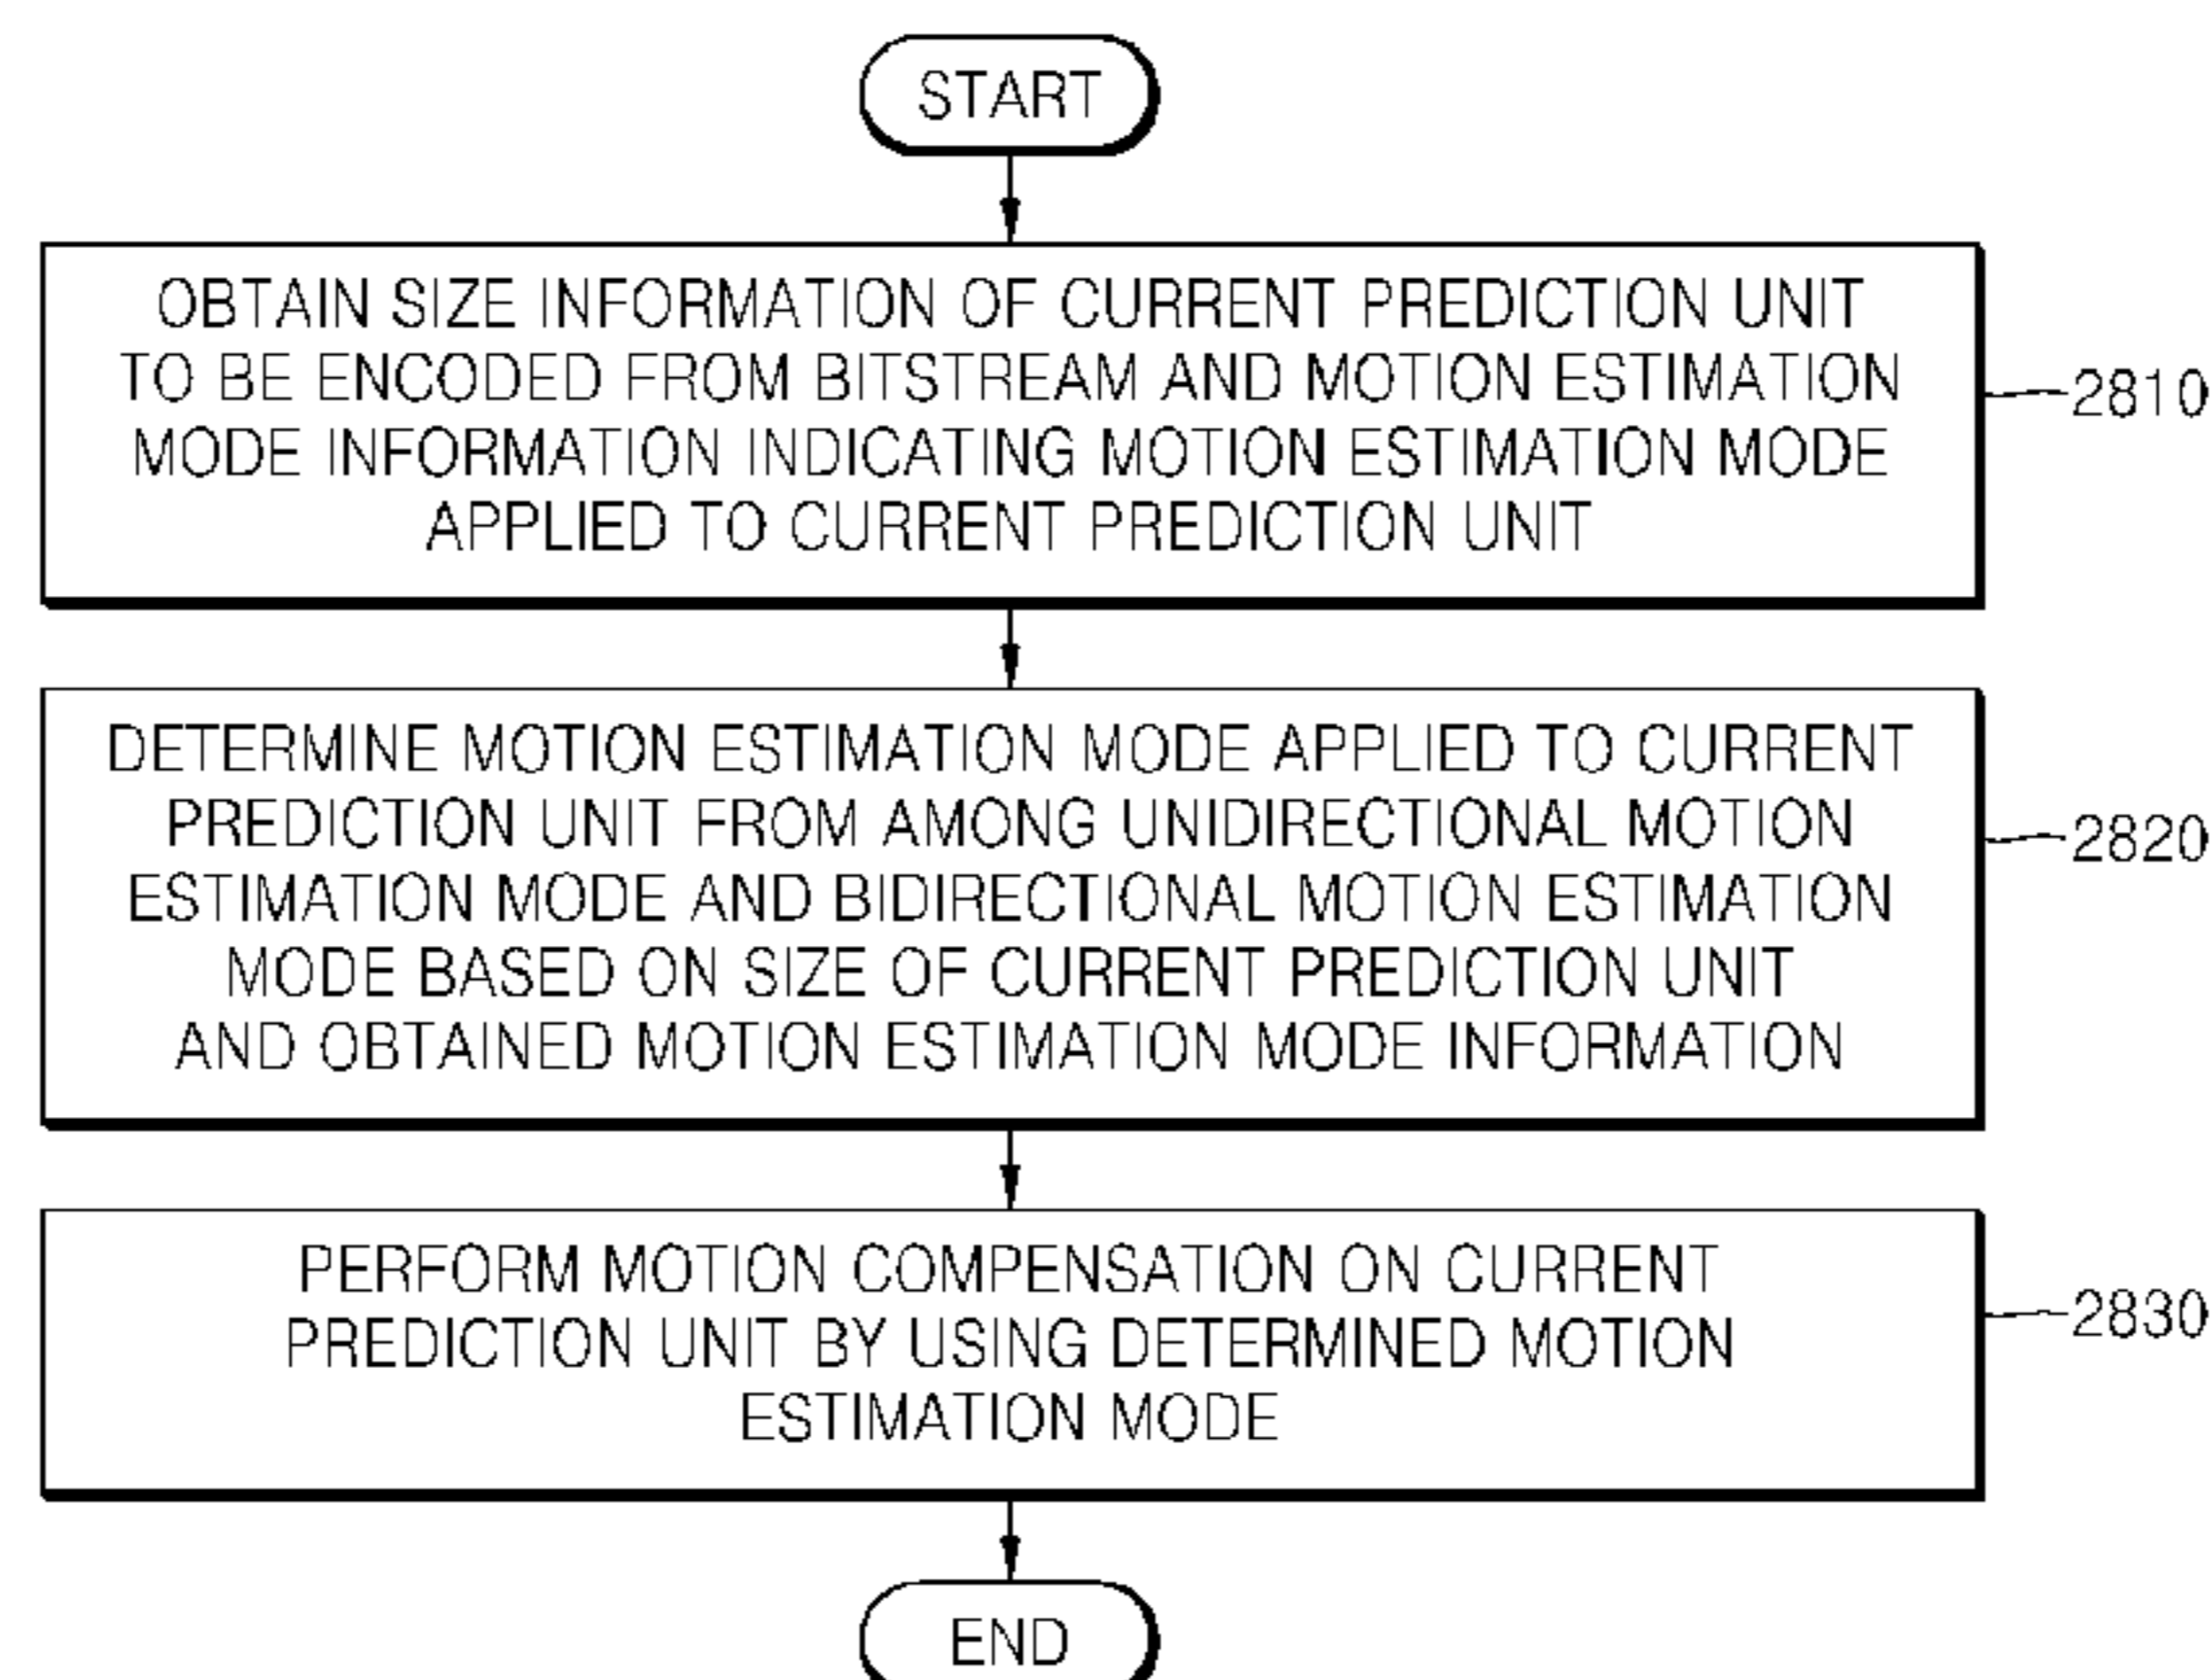 START
OBTAIN SIZE INFORMATION OF CURRENT PREDICTION UNIT
TO BE ENCODED FROM BITSTREAM AND MOTION ESTIMATION
MODE INFORMATION INDICATING MOTION ESTIMATION MODE
APPLIED TO CURRENT PREDICTION UNIT
2810
DETERMINE MOTION ESTIMATION MODE APPLIED TO CURRENT
PREDICTION UNIT FROM AMONG UNIDIRECTIONAL MOTION
ESTIMATION MODE AND BIDIRECTIONAL MOTION ESTIMATION
MODE BASED ON SIZE OF CURRENT PREDICTION UNIT
AND OBTAINED MOTION ESTIMATION MODE INFORMATION
2820
PERFORM MOTION COMPENSATION ON CURRENT
PREDICTION UNIT BY USING DETERMINED MOTION
ESTIMATION MODE
2830
END